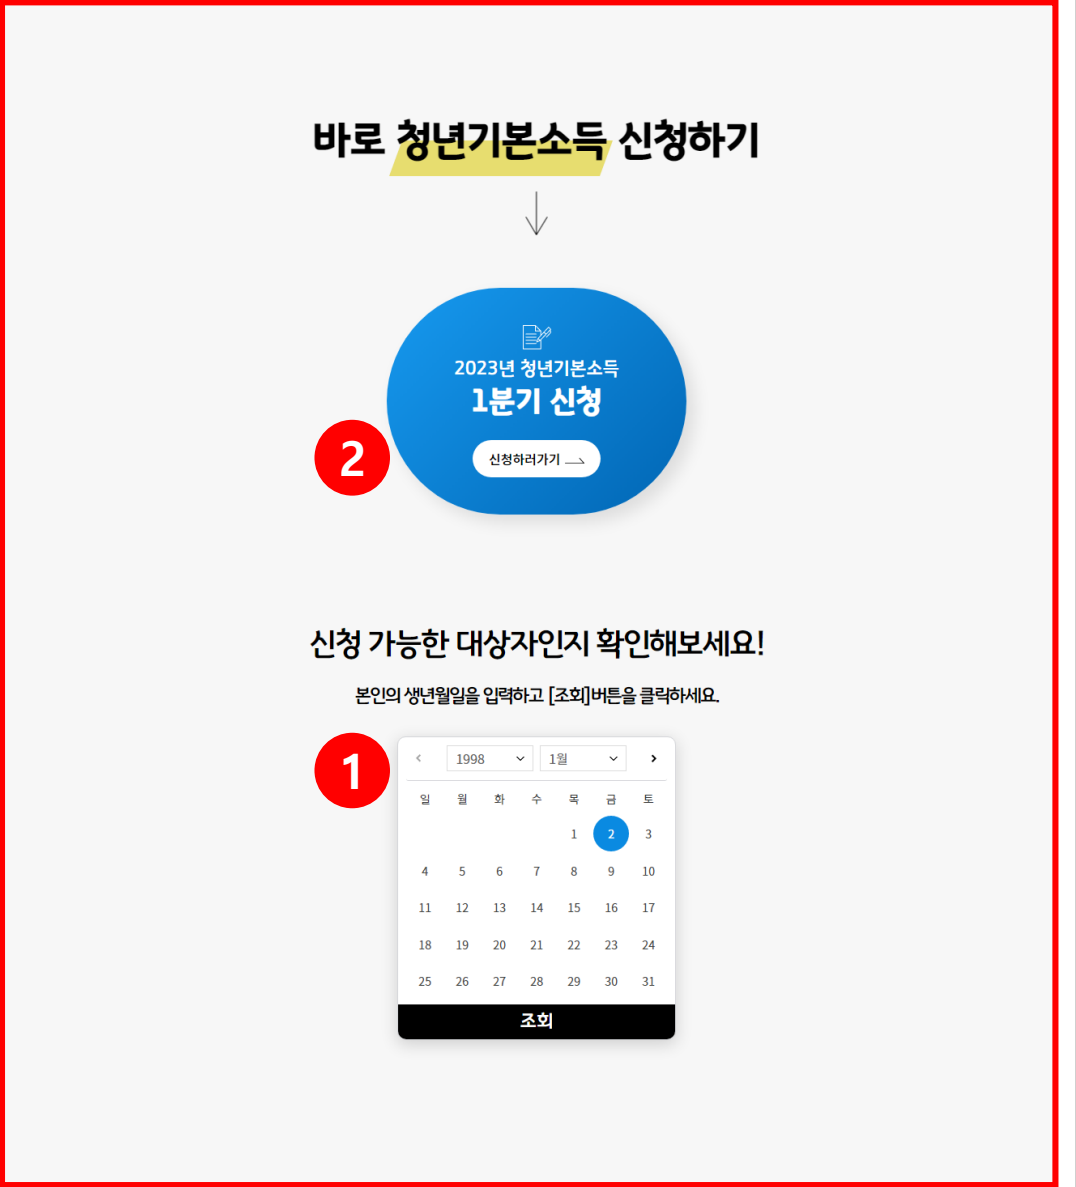 바로 청년기본소득 신청하기
2023년 청년기본소득
1분기 신청
2
신청하러가기
신청 가능한 대상자인지 확인해보세요!
본인의 생년월일을 입력하고 [조회]버튼을 클릭하세요.
1
1998 1월
일 월 화 수 목 금 토
1 2 3
4 5 6 7 8 9 10
11 12 13 14 15 16 17
18 19 20 21 22 23 24
25 26 27 28 29 30 31
조회